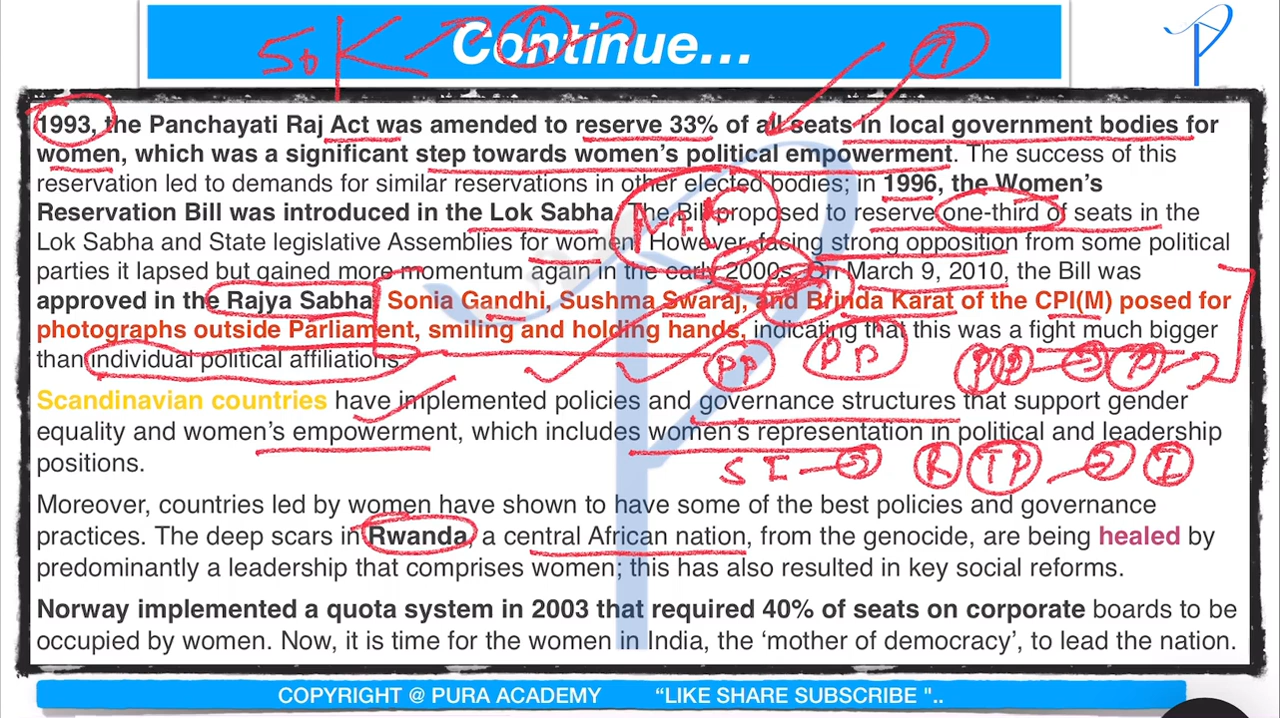 Continue...
1993, the Panchayati Raj Act was amended to reserve 33% of all seats in local government bodies for
women, which was a significant step towards women's political empowerment. The success of this
reservation led to demands for similar reservations in other elected bodies; in 1996, the Women's
Reservation Bill was introduced in the Lok Sabha. The Bill proposed to reserve one-third of seats in the
Lok Sabha and State legislative Assemblies for women. However, facing strong opposition from some political
parties it lapsed but gained more momentum again in the early 2000s. On March 9, 2010, the Bill was
approved in the Rajya Sabha. Sonia Gandhi, Sushma Swaraj, and Brinda Karat of the CPI(M) posed for
photographs outside Parliament, smiling and holding hands, indicating that this was a fight much bigger
than individual political affiliations.
PP PP PP P
Scandinavian countries have implemented policies and governance structures that support gender
equality and women's empowerment, which includes women's representation in political and leadership
positions.
SI R TP I
Moreover, countries led by women have shown to have some of the best policies and governance
practices. The deep scars in Rwanda, a central African nation, from the genocide, are being healed by
predominantly a leadership that comprises women; this has also resulted in key social reforms.
Norway implemented a quota system in 2003 that required 40% of seats on corporate boards to be
occupied by women. Now, it is time for the women in India, the 'mother of democracy', to lead the nation.
COPYRIGHT @ PURA ACADEMY "LIKE SHARE SUBSCRIBE "..